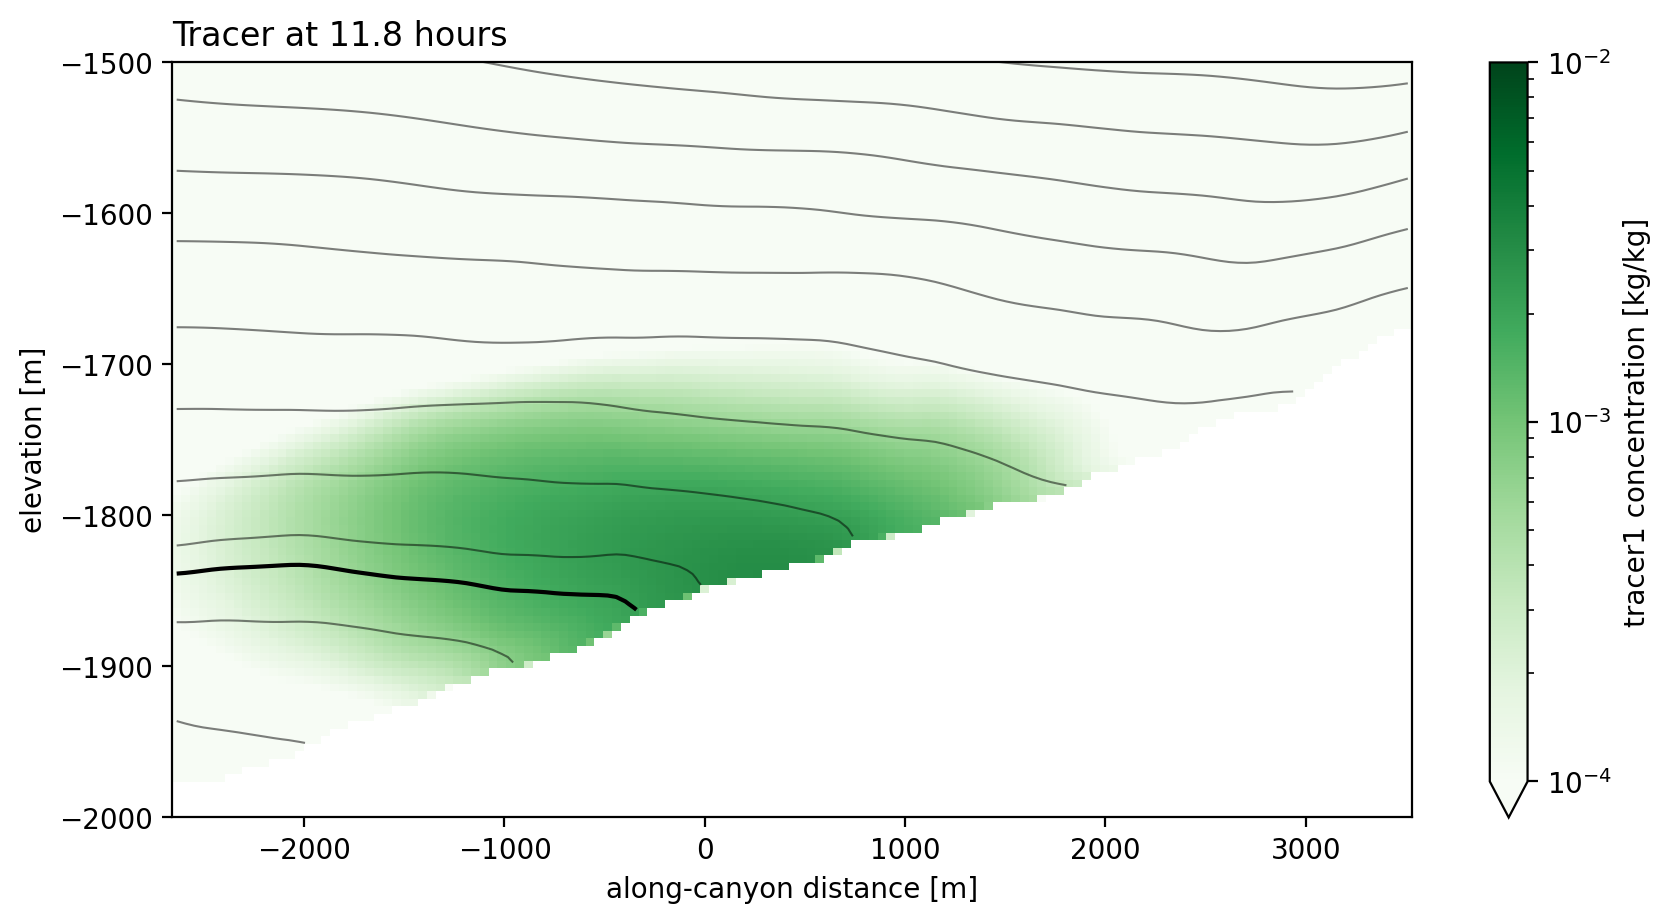 Tracer at 11.8 hours
−1500
−1600
−1700
−1800
−1900
−2000
elevation [m]
−2000 −1000 0 1000 2000 3000
along-canyon distance [m]
10⁻²
10⁻³
10⁻⁴
tracer1 concentration [kg/kg]